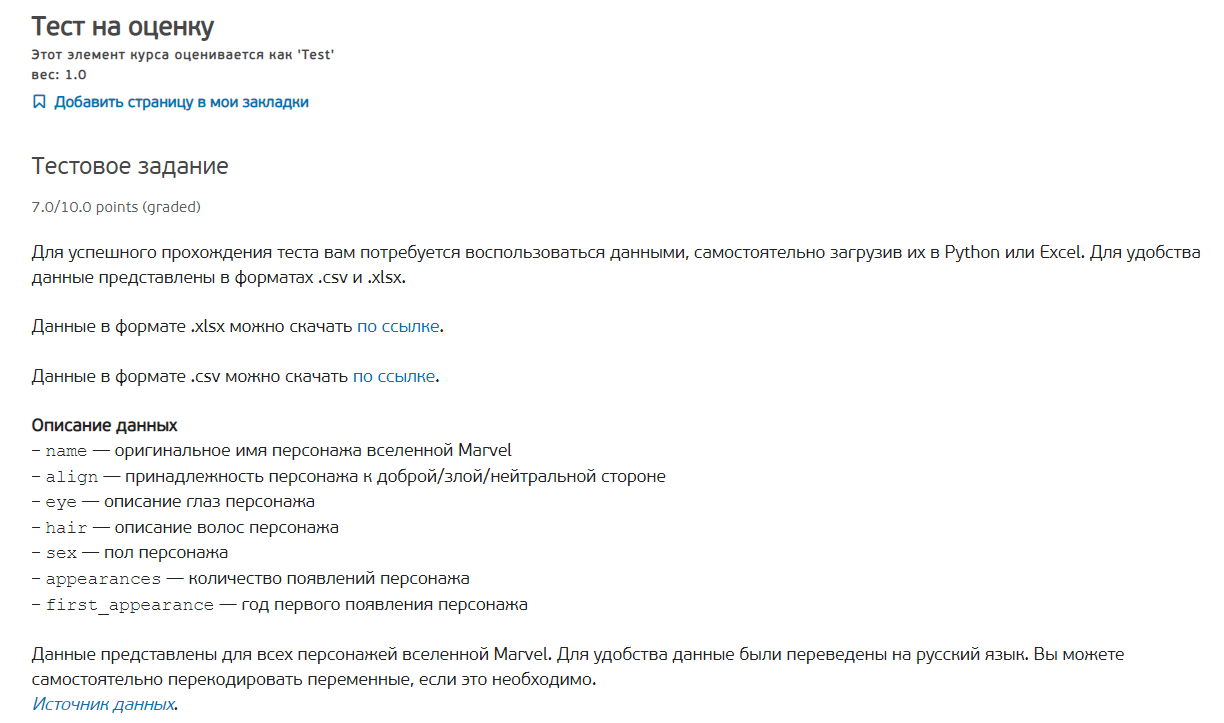 Тест на оценку
Этот элемент курса оценивается как 'Test'
вес: 1.0
Добавить страницу в мои закладки
Тестовое задание
7.0/10.0 points (graded)
Для успешного прохождения теста вам потребуется воспользоваться данными, самостоятельно загрузив их в Python или Excel. Для удобства
данные представлены в форматах .csv и .xlsx.
Данные в формате .xlsx можно скачать по ссылке.
Данные в формате .csv можно скачать по ссылке.
Описание данных
– name — оригинальное имя персонажа вселенной Marvel
– align — принадлежность персонажа к доброй/злой/нейтральной стороне
– eye — описание глаз персонажа
– hair — описание волос персонажа
– sex — пол персонажа
– appearances — количество появлений персонажа
– first_appearance — год первого появления персонажа
Данные представлены для всех персонажей вселенной Marvel. Для удобства данные были переведены на русский язык. Вы можете
самостоятельно перекодировать переменные, если это необходимо.
Источник данных.